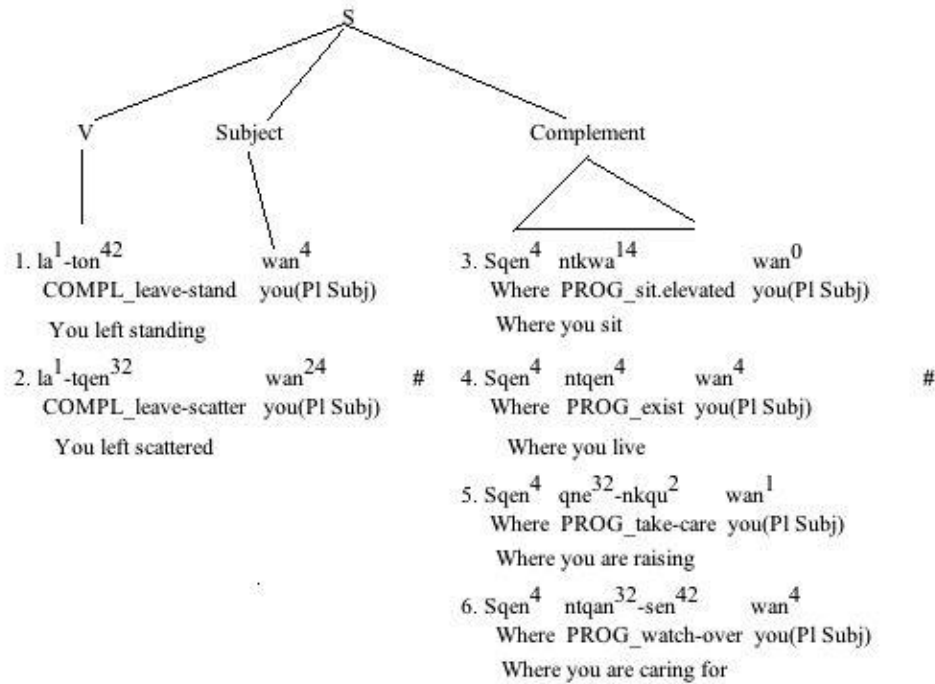 S
V Subject Complement
1. la¹-ton⁴² wan⁴
COMPL_leave-stand you(Pl Subj)
You left standing
2. la¹-tqen³² wan²⁴ #
COMPL_leave-scatter you(Pl Subj)
You left scattered
3. Sqen⁴ ntkwa¹⁴ wan⁰
Where PROG_sit.elevated you(Pl Subj)
Where you sit
4. Sqen⁴ ntqen⁴ wan⁴ #
Where PROG_exist you(Pl Subj)
Where you live
5. Sqen⁴ qne³²-nkqu² wan¹
Where PROG_take-care you(Pl Subj)
Where you are raising
6. Sqen⁴ ntqan³²-sen⁴² wan⁴
Where PROG_watch-over you(Pl Subj)
Where you are caring for